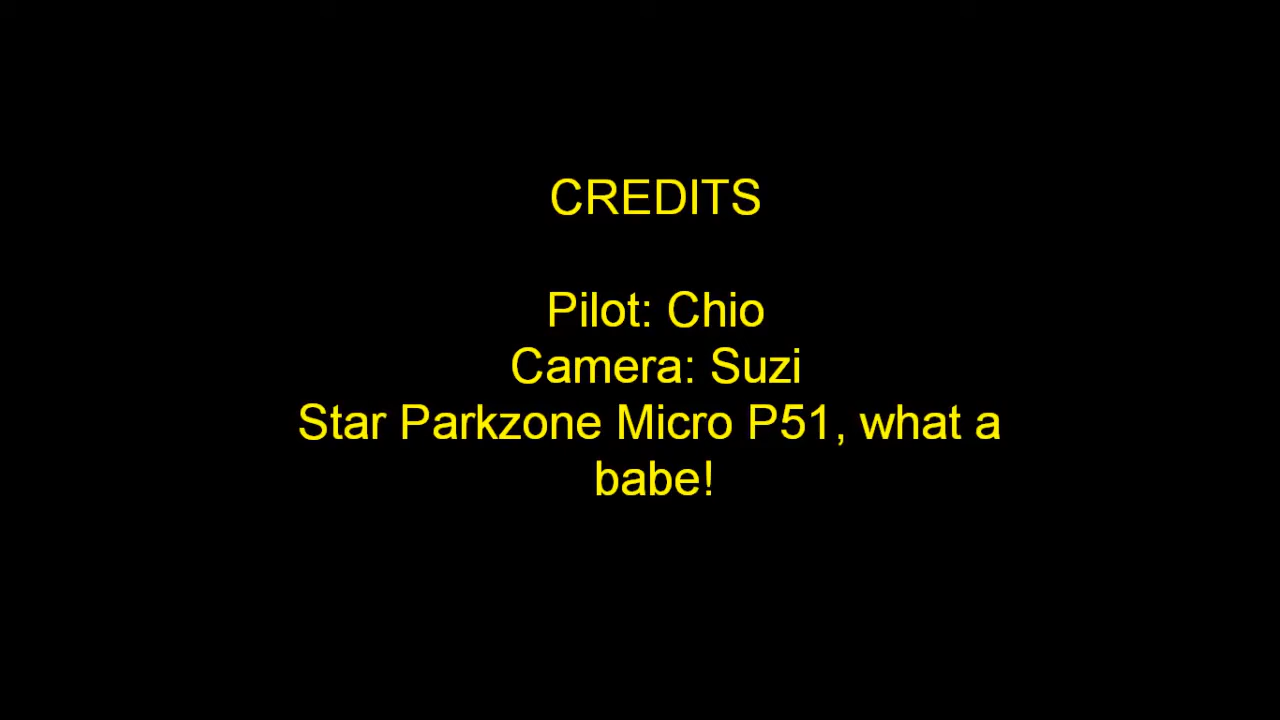 CREDITS
Pilot: Chio
Camera: Suzi
Star Parkzone Micro P51, what a
babe!